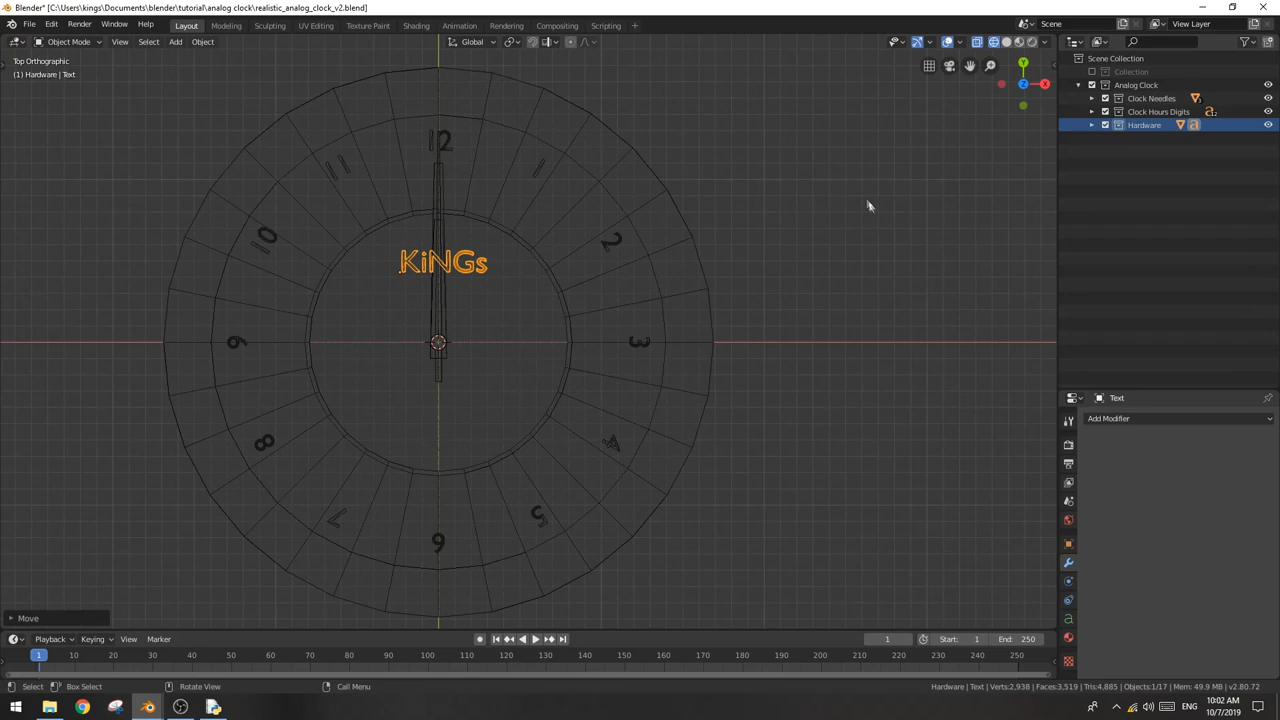 Blender* [C:\Users\kings\Documents\blender\tutorial\analog clock\realistic_analog_clock_v2.blend]
File Edit Render Window Help Layout Modeling Sculpting UV Editing Texture Paint Shading Animation Rendering Compositing Scripting + Scene View Layer
Object Mode View Select Add Object Global
Top Orthographic
(1) Hardware | Text
Scene Collection
Collection
Analog Clock
Clock Needles 3
Clock Hours Digits 12
Hardware
Y
Z
X
12
11
1
10
2
KiNGs
9
3
8
4
7
5
6
Text
Add Modifier
Move
Playback Keying View Marker 1 Start: 1 End: 250
1 10 20 30 40 50 60 70 80 90 100 110 120 130 140 150 160 170 180 190 200 210 220 230 240 250
Select Box Select Rotate View Call Menu Hardware | Text | Verts:2,938 | Faces:3,519 | Tris:4,885 | Objects:1/17 | Mem: 49.9 MB | v2.80.72
ENG
10:02 AM
10/7/2019